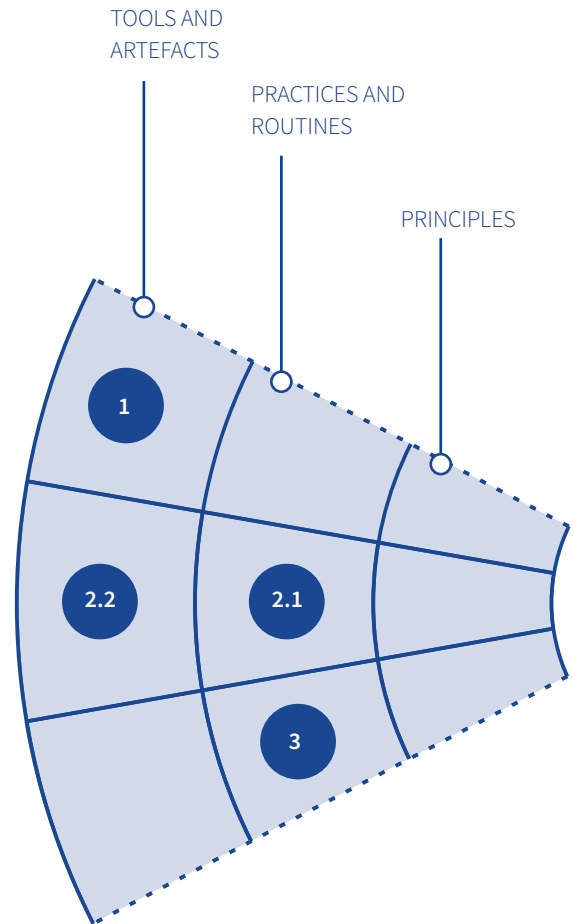 TOOLS AND
ARTEFACTS
PRACTICES AND
ROUTINES
PRINCIPLES
1
2.2
2.1
3